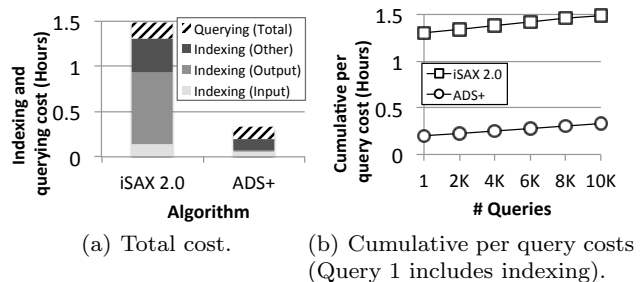 Indexing and
querying cost (Hours)
1.5
1
0.5
0
Querying (Total)
Indexing (Other)
Indexing (Output)
Indexing (Input)
iSAX 2.0 ADS+
Algorithm
(a) Total cost.
Cumulative per
query cost (Hours)
1.5
1
0.5
0
iSAX 2.0
ADS+
1 2K 4K 6K 8K 10K
# Queries
(b) Cumulative per query costs
(Query 1 includes indexing).